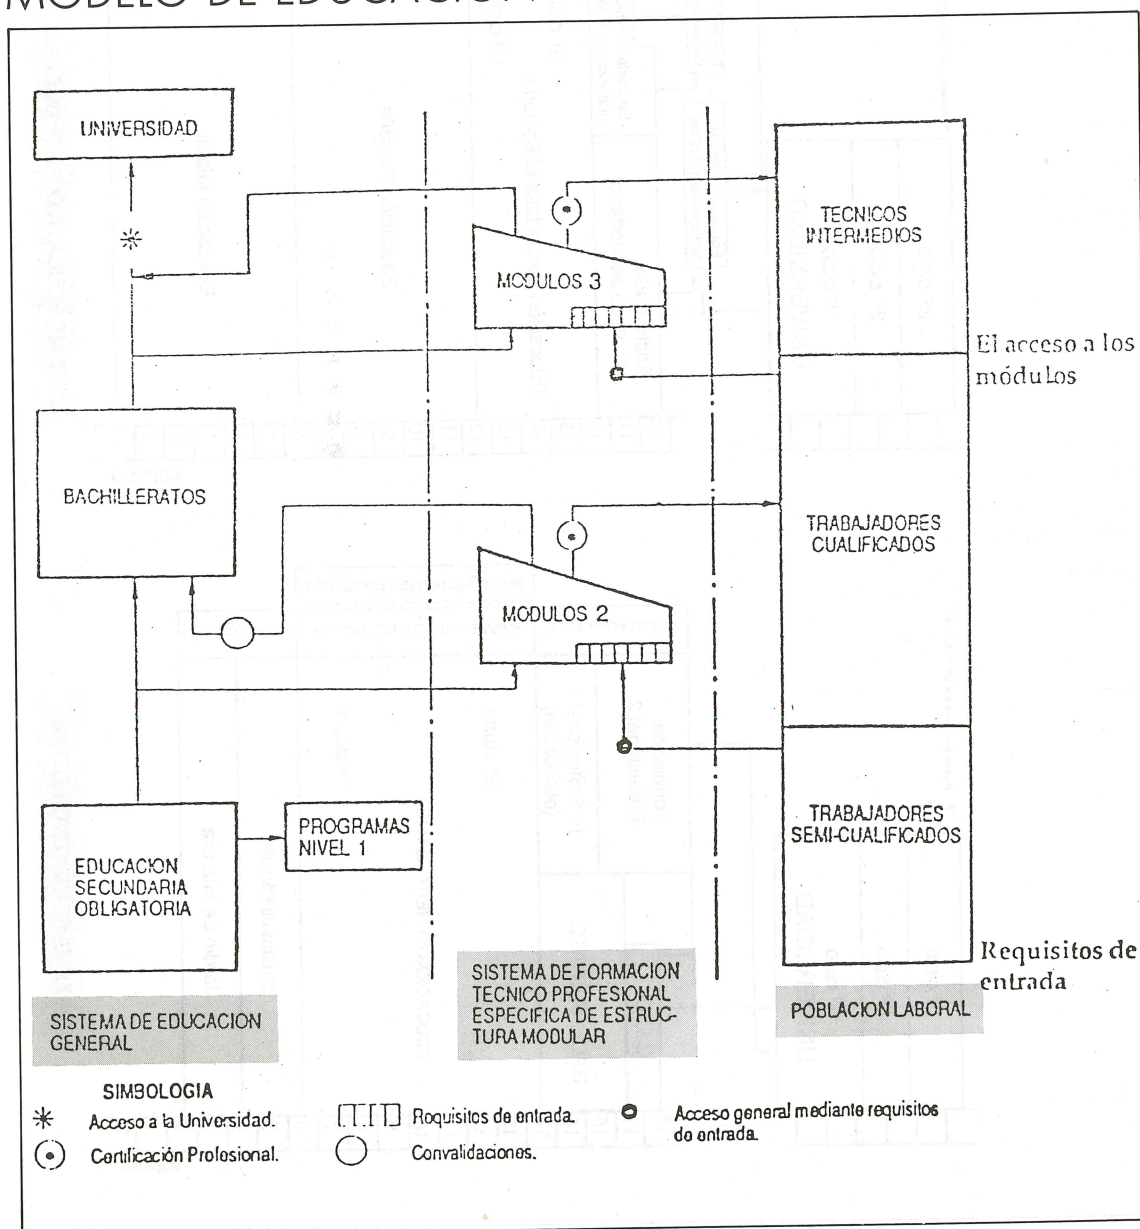 MODELO DE EDUCACION
UNIVERSIDAD
TECNICOS
INTERMEDIOS
MODULOS 3
El acceso a los
módulos
BACHILLERATOS
TRABAJADORES
CUALIFICADOS
MODULOS 2
TRABAJADORES
SEMI-CUALIFICADOS
PROGRAMAS
NIVEL 1
EDUCACION
SECUNDARIA
OBLIGATORIA
Requisitos de
entrada
SISTEMA DE EDUCACION
GENERAL
SISTEMA DE FORMACION
TECNICO PROFESIONAL
ESPECIFICA DE ESTRUC-
TURA MODULAR
POBLACION LABORAL
SIMBOLOGIA
Acceso a la Universidad.
Requisitos de entrada.
Acceso general mediante requisitos
de entrada.
Certificación Profesional.
Convalidaciones.